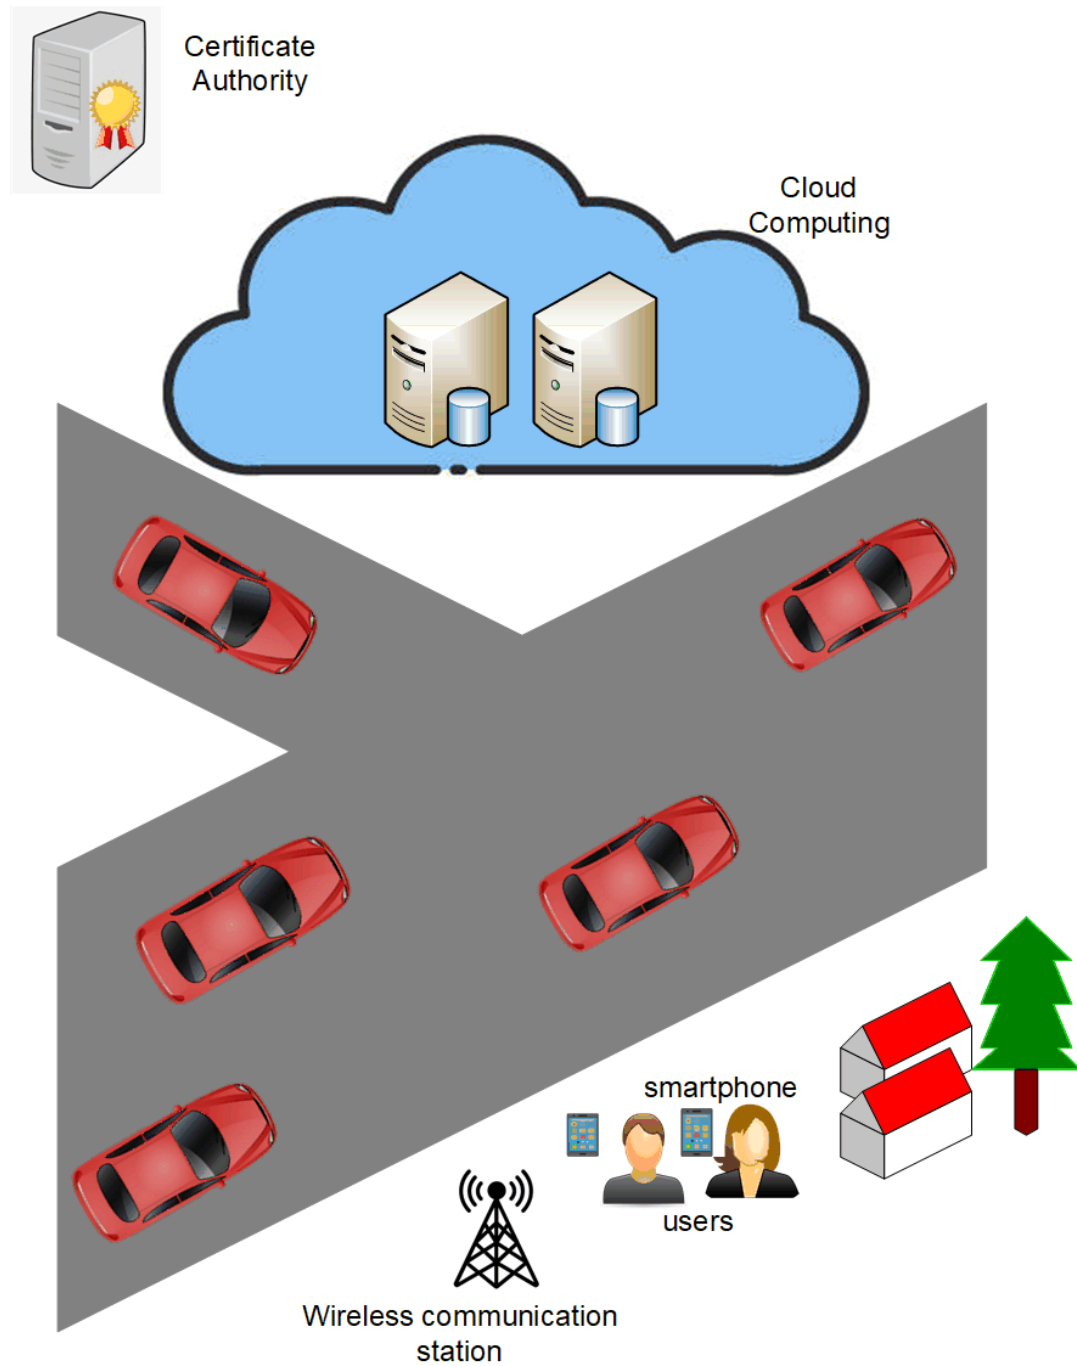 Certificate
Authority
Cloud
Computing
smartphone
users
Wireless communication
station